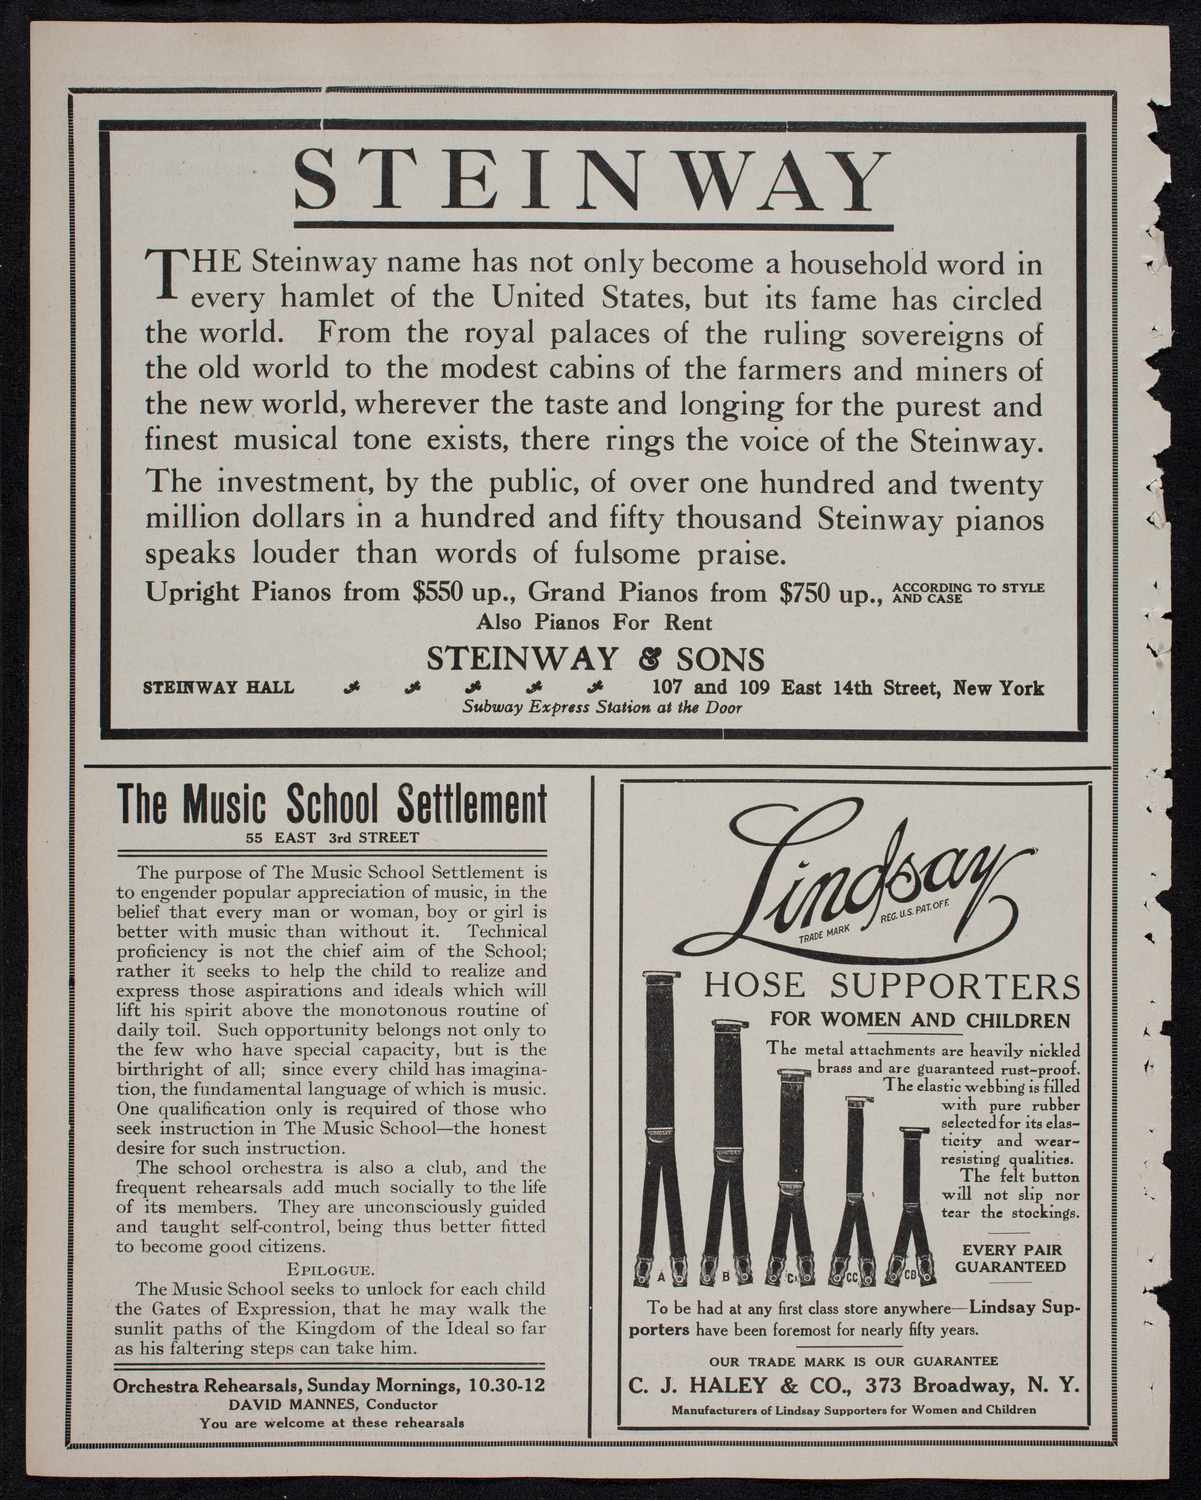 STEINWAY
THE Steinway name has not only become a household word in
every hamlet of the United States, but its fame has circled
the world. From the royal palaces of the ruling sovereigns of
the old world to the modest cabins of the farmers and miners of
the new world, wherever the taste and longing for the purest and
finest musical tone exists, there rings the voice of the Steinway.
The investment, by the public, of over one hundred and twenty
million dollars in a hundred and fifty thousand Steinway pianos
speaks louder than words of fulsome praise.
Upright Pianos from $550 up., Grand Pianos from $750 up., ACCORDING TO STYLE AND CASE
Also Pianos For Rent
STEINWAY & SONS
STEINWAY HALL 107 and 109 East 14th Street, New York
Subway Express Station at the Door
The Music School Settlement
55 EAST 3rd STREET
The purpose of The Music School Settlement is
to engender popular appreciation of music, in the
belief that every man or woman, boy or girl is
better with music than without it. Technical
proficiency is not the chief aim of the School;
rather it seeks to help the child to realize and
express those aspirations and ideals which will
lift his spirit above the monotonous routine of
daily toil. Such opportunity belongs not only to
the few who have special capacity, but is the
birthright of all; since every child has imagina-
tion, the fundamental language of which is music.
One qualification only is required of those who
seek instruction in The Music School—the honest
desire for such instruction.
The school orchestra is also a club, and the
frequent rehearsals add much socially to the life
of its members. They are unconsciously guided
and taught self-control, being thus better fitted
to become good citizens.
EPILOGUE.
The Music School seeks to unlock for each child
the Gates of Expression, that he may walk the
sunlit paths of the Kingdom of the Ideal so far
as his faltering steps can take him.
Orchestra Rehearsals, Sunday Mornings, 10.30-12
DAVID MANNES, Conductor
You are welcome at these rehearsals
Lindsay
TRADE MARK REG. U.S. PAT. OFF.
HOSE SUPPORTERS
FOR WOMEN AND CHILDREN
The metal attachments are heavily nickled
brass and are guaranteed rust-proof.
The elastic webbing is filled
with pure rubber
selected for its elas-
ticity and wear-
resisting qualities.
The felt button
will not slip nor
tear the stockings.
EVERY PAIR
GUARANTEED
LINDSAY
A B C CC CB
To be had at any first class store anywhere—Lindsay Sup-
porters have been foremost for nearly fifty years.
OUR TRADE MARK IS OUR GUARANTEE
C. J. HALEY & CO., 373 Broadway, N. Y.
Manufacturers of Lindsay Supporters for Women and Children